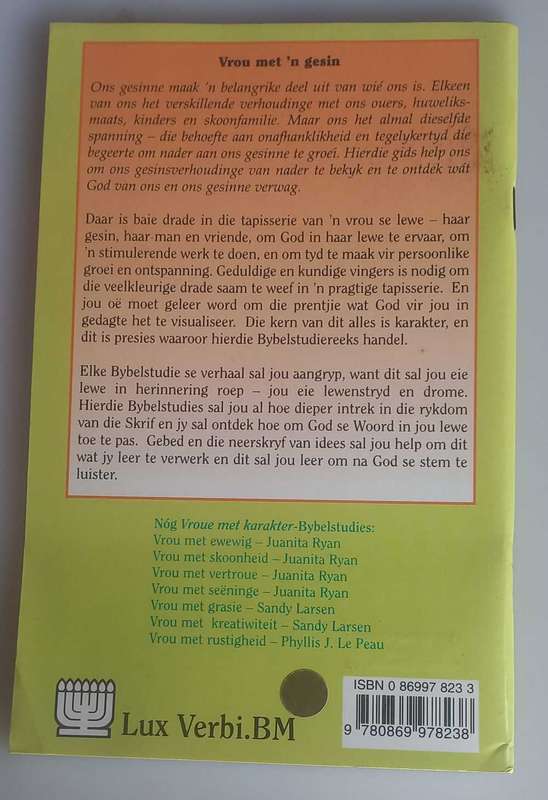 Vrou met 'n gesin
Ons gesinne maak 'n belangrike deel uit van wié ons is. Elkeen
van ons het verskillende verhoudinge met ons ouers, huweliks-
maats, kinders en skoonfamilie. Maar ons het almal dieselfde
spanning – die behoefte aan onafhanklikheid en tegelykertyd die
begeerte om nader aan ons gesinne te groei. Hierdie gids help ons
om ons gesinsverhoudinge van nader te bekyk en te ontdek wát
God van ons en ons gesinne verwag.
Daar is baie drade in die tapisserie van 'n vrou se lewe – haar
gesin, haar man en vriende, om God in haar lewe te ervaar, om
'n stimulerende werk te doen, en om tyd te maak vir persoonlike
groei en ontspanning. Geduldige en kundige vingers is nodig om
die veelkleurige drade saam te weef in 'n pragtige tapisserie. En
jou oë moet geleer word om die prentjie wat God vir jou in
gedagte het te visualiseer. Die kern van dit alles is karakter, en
dit is presies waaroor hierdie Bybelstudiereeks handel.
Elke Bybelstudie se verhaal sal jou aangryp, want dit sal jou eie
lewe in herinnering roep – jou eie lewenstryd en drome.
Hierdie Bybelstudies sal jou al hoe dieper intrek in die rykdom
van die Skrif en jy sal ontdek hoe om God se Woord in jou lewe
toe te pas. Gebed en die neerskryf van idees sal jou help om dit
wat jy leer te verwerk en dit sal jou leer om na God se stem te
luister.
Nóg Vroue met karakter-Bybelstudies:
Vrou met ewewig – Juanita Ryan
Vrou met skoonheid – Juanita Ryan
Vrou met vertroue – Juanita Ryan
Vrou met seëninge – Juanita Ryan
Vrou met grasie – Sandy Larsen
Vrou met kreatiwiteit – Sandy Larsen
Vrou met rustigheid – Phyllis J. Le Peau
ISBN 0 86997 823 3
9 780869 978238
Lux Verbi.BM